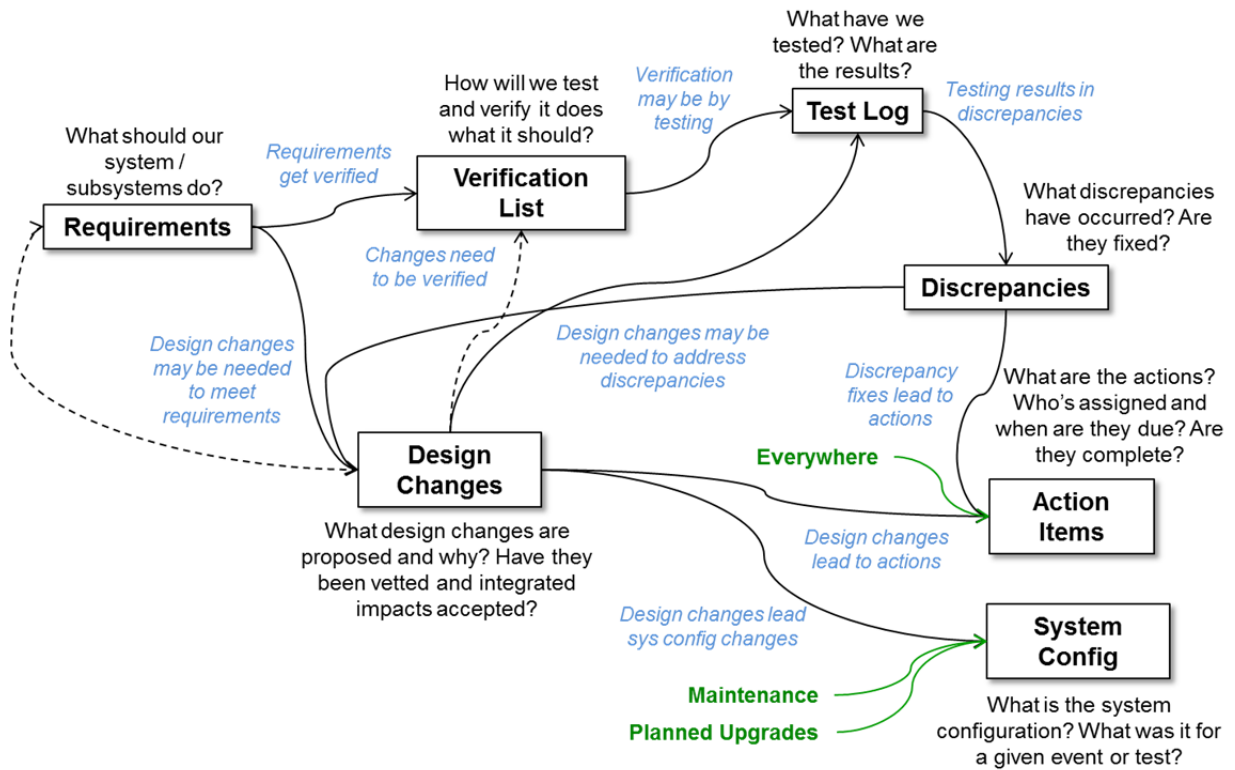 What have we
tested? What are
the results?
Test Log
Verification
may be by
testing
Testing results in
discrepancies
How will we test
and verify it does
what it should?
Verification
List
What should our
system /
subsystems do?
Requirements
Requirements
get verified
What discrepancies
have occurred? Are
they fixed?
Discrepancies
Changes need
to be verified
Design changes
may be needed
to meet
requirements
Design changes may be
needed to address
discrepancies
Discrepancy
fixes lead to
actions
What are the actions?
Who's assigned and
when are they due? Are
they complete?
Everywhere
Action
Items
Design
Changes
What design changes are
proposed and why? Have they
been vetted and integrated
impacts accepted?
Design changes
lead to actions
Design changes lead
sys config changes
System
Config
Maintenance
Planned Upgrades
What is the system
configuration? What was it for
a given event or test?